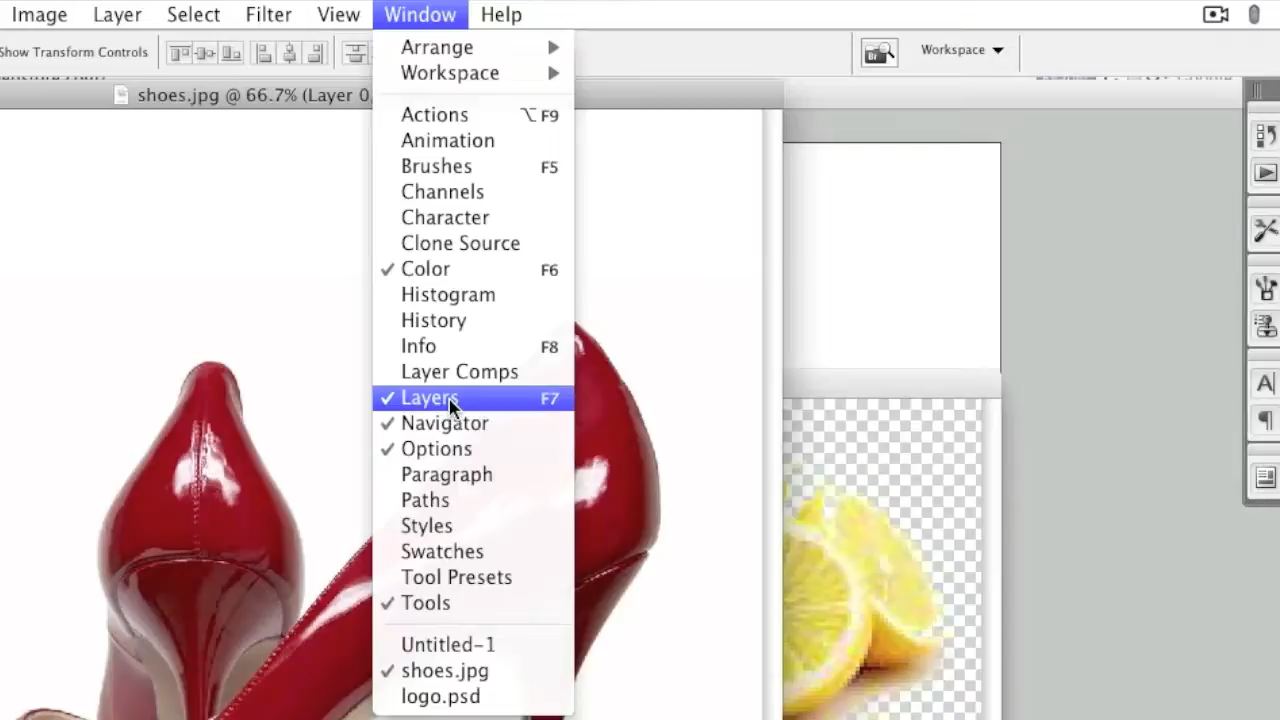 Image Layer Select Filter View Window Help
Show Transform Controls
Workspace
shoes.jpg @ 66.7% (Layer 0,
Arrange
Workspace
Actions ⌥F9
Animation
Brushes F5
Channels
Character
Clone Source
✓ Color F6
Histogram
History
Info F8
Layer Comps
✓ Layers F7
✓ Navigator
✓ Options
Paragraph
Paths
Styles
Swatches
Tool Presets
✓ Tools
Untitled-1
✓ shoes.jpg
logo.psd